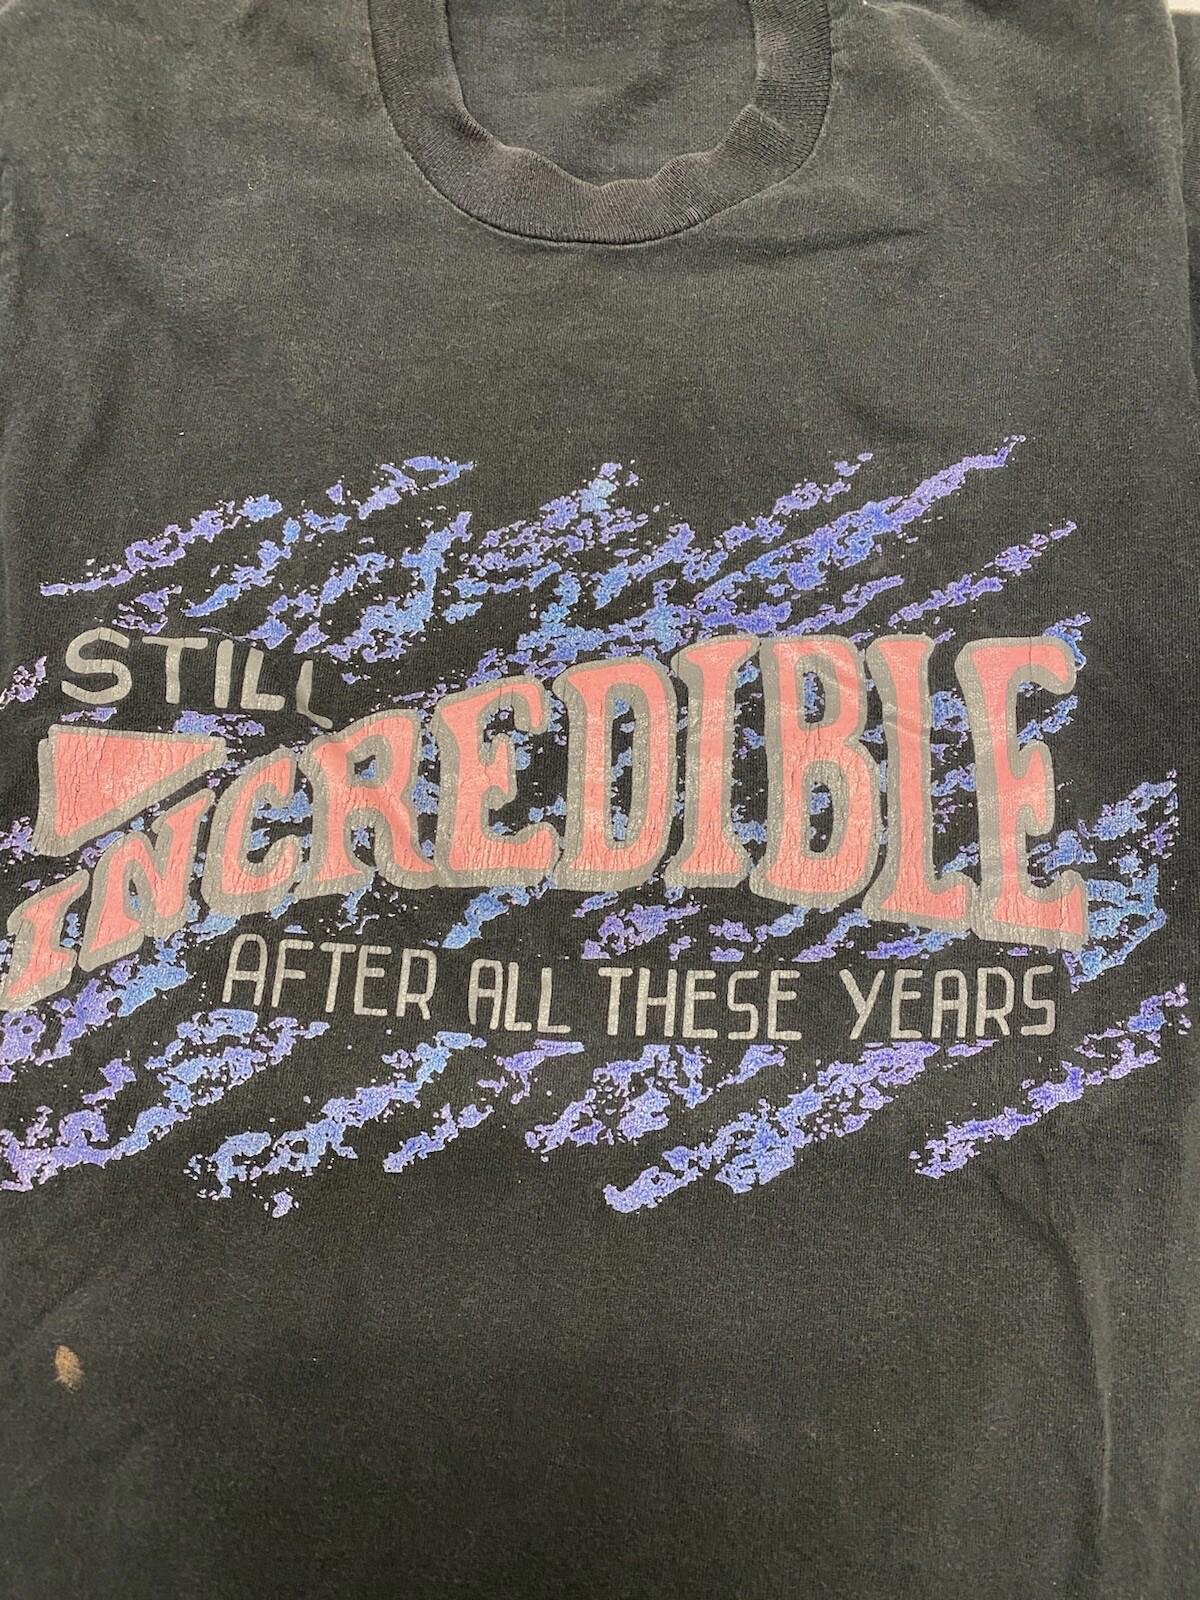 STILL
INCREDIBLE
AFTER ALL THESE YEARS